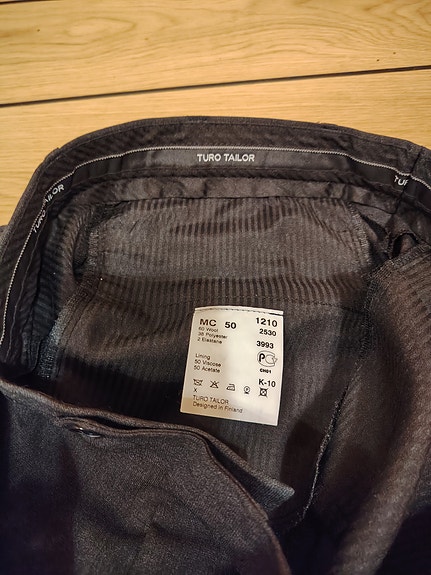 TURO TAILOR
TURO TAILOR
TUR
MC 50 1210
60 Wool 2530
38 Polyester
2 Elastane 3993
Lining
50 Viscose
50 Acetate
CH01
K-10
X
TURO TAILOR
Designed in Finland